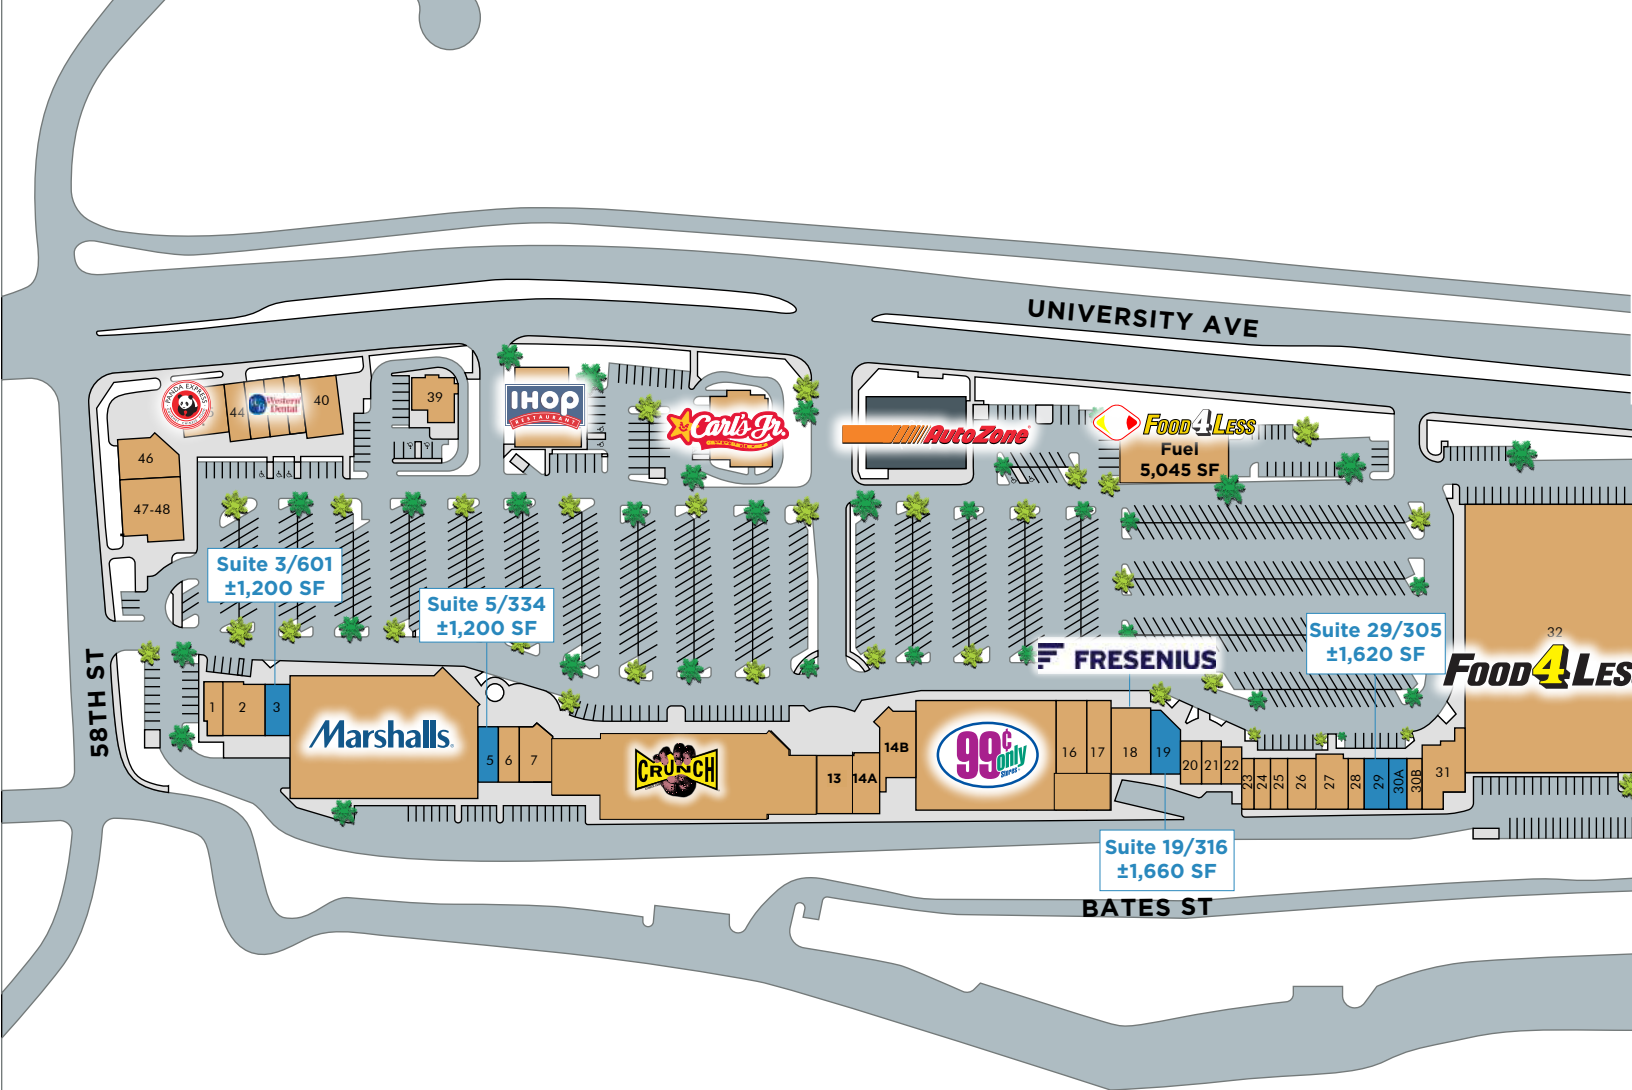 UNIVERSITY AVE
PANDA EXPRESS
44
Western
Dental
40
39
IHOP
RESTAURANT
Carl's Jr.
AutoZone
FOOD 4 LESS
Fuel
5,045 SF
46
47-48
Suite 3/601
±1,200 SF
Suite 5/334
±1,200 SF
Suite 29/305
±1,620 SF
32
FOOD 4 LES
FRESENIUS
58TH ST
1
2
3
Marshalls.
5
6
7
CRUNCH
13
14A
14B
99¢
only
Stores
16
17
18
19
20
21
22
23
24
25
26
27
28
29
30A
30B
31
Suite 19/316
±1,660 SF
BATES ST